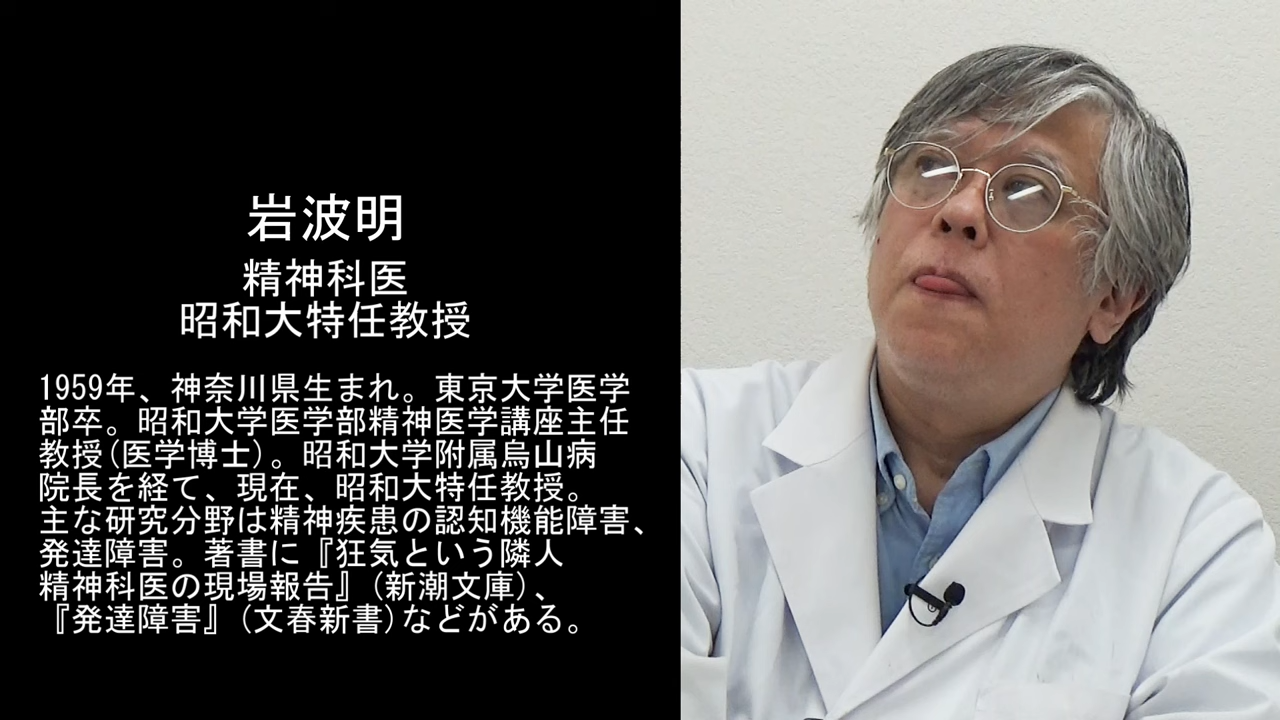 岩波明
精神科医
昭和大特任教授
1959年、神奈川県生まれ。東京大学医学
部卒。昭和大学医学部精神医学講座主任
教授(医学博士)。昭和大学附属烏山病
院長を経て、現在、昭和大特任教授。
主な研究分野は精神疾患の認知機能障害、
発達障害。著書に『狂気という隣人
精神科医の現場報告』(新潮文庫)、
『発達障害』(文春新書)などがある。